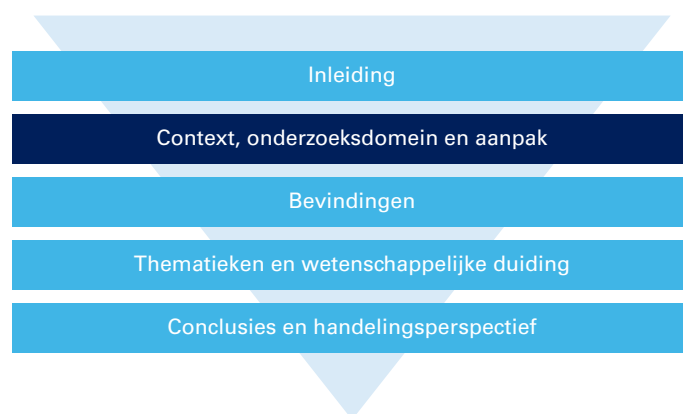 Inleiding
Context, onderzoeksdomein en aanpak
Bevindingen
Thematieken en wetenschappelijke duiding
Conclusies en handelingsperspectief